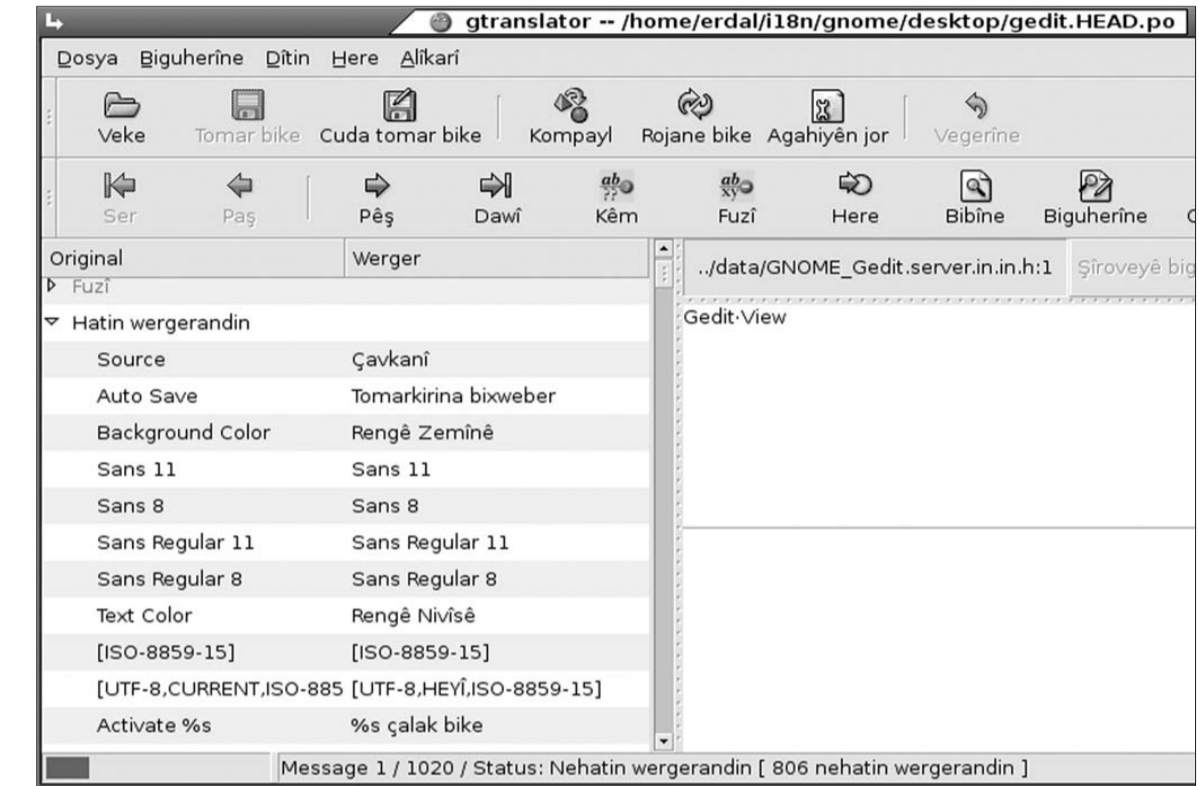 gtranslator -- /home/erdal/i18n/gnome/desktop/gedit.HEAD.po
Dosya Biguherîne Dîtin Here Alîkarî
Veke Tomar bike Cuda tomar bike Kompayl Rojane bike Agahiyên jor Vegerîne
Ser Paş Pêş Dawî Kêm Fuzî Here Bibîne Biguherîne
Original Werger
../data/GNOME_Gedit.server.in.in.h:1 Şîroveyê
Fuzî
Hatin wergerandin
Gedit·View
Source Çavkanî
Auto Save Tomarkirina bixweber
Background Color Rengê Zemînê
Sans 11 Sans 11
Sans 8 Sans 8
Sans Regular 11 Sans Regular 11
Sans Regular 8 Sans Regular 8
Text Color Rengê Nivîsê
[ISO-8859-15] [ISO-8859-15]
[UTF-8,CURRENT,ISO-885 [UTF-8,HEYÎ,ISO-8859-15]
Activate %s %s çalak bike
Message 1 / 1020 / Status: Nehatin wergerandin [ 806 nehatin wergerandin ]